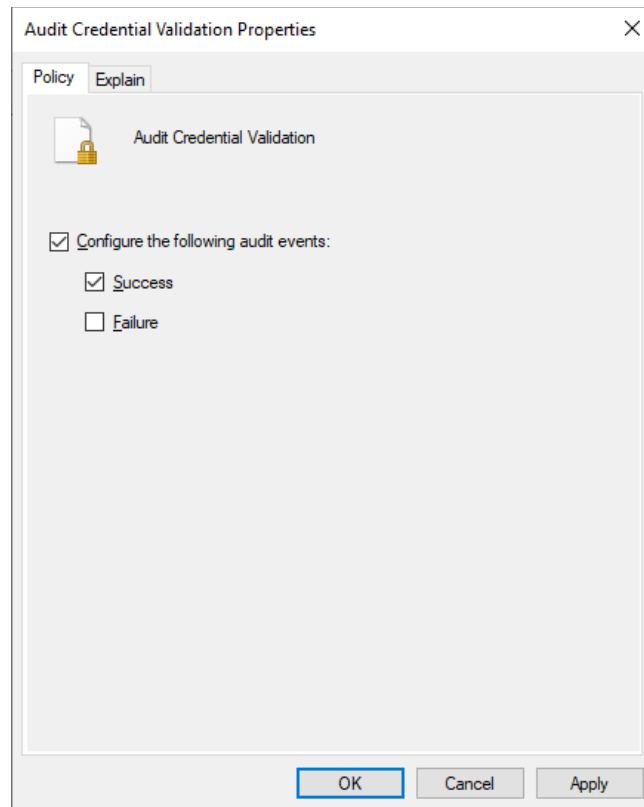 Audit Credential Validation Properties
Policy
Explain
Audit Credential Validation
Configure the following audit events:
Success
Failure
OK
Cancel
Apply